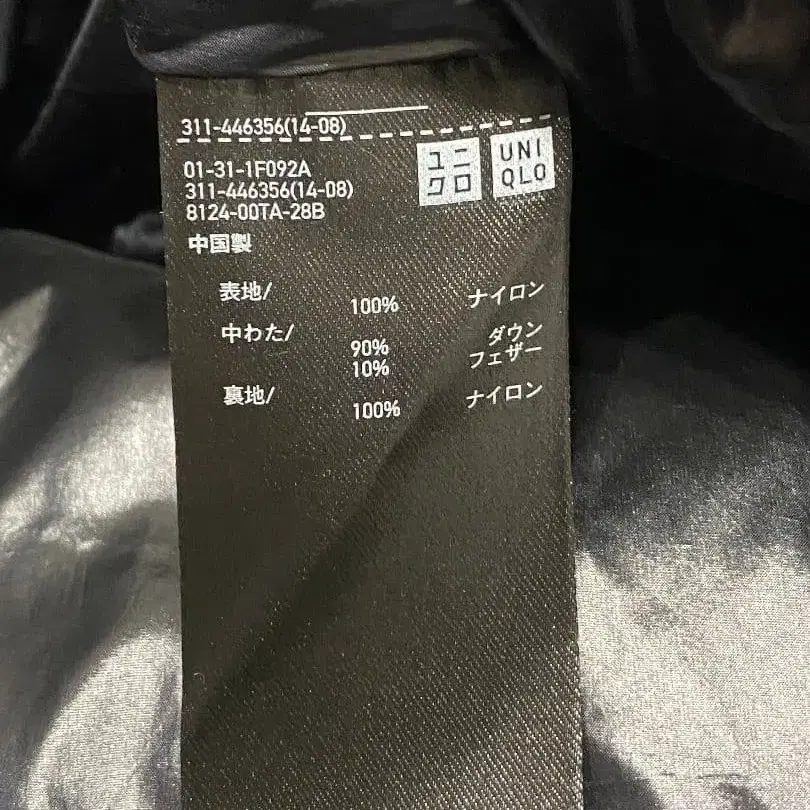 311-446356(14-08)
ユニ
クロ
UNI
QLO
01-31-1F092A
311-446356(14-08)
8124-00TA-28B
中国製
表地/ 100% ナイロン
中わた/ 90% ダウン
10% フェザー
裏地/ 100% ナイロン